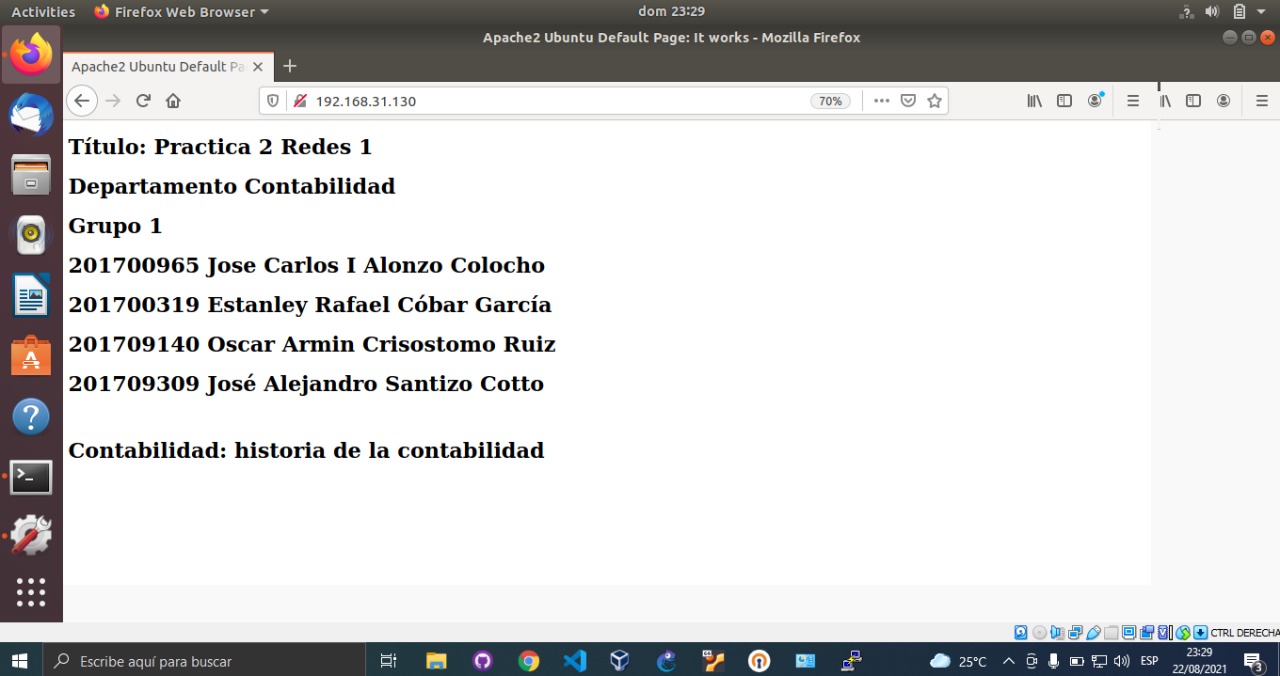 Activities Firefox Web Browser dom 23:29
Apache2 Ubuntu Default Page: It works - Mozilla Firefox
Apache2 Ubuntu Default Pa
192.168.31.130 70%
Título: Practica 2 Redes 1
Departamento Contabilidad
Grupo 1
201700965 Jose Carlos I Alonzo Colocho
201700319 Estanley Rafael Cóbar García
201709140 Oscar Armin Crisostomo Ruiz
201709309 José Alejandro Santizo Cotto
Contabilidad: historia de la contabilidad
CTRL DERECHA
Escribe aquí para buscar 25°C ESP 23:29
22/08/2021 3